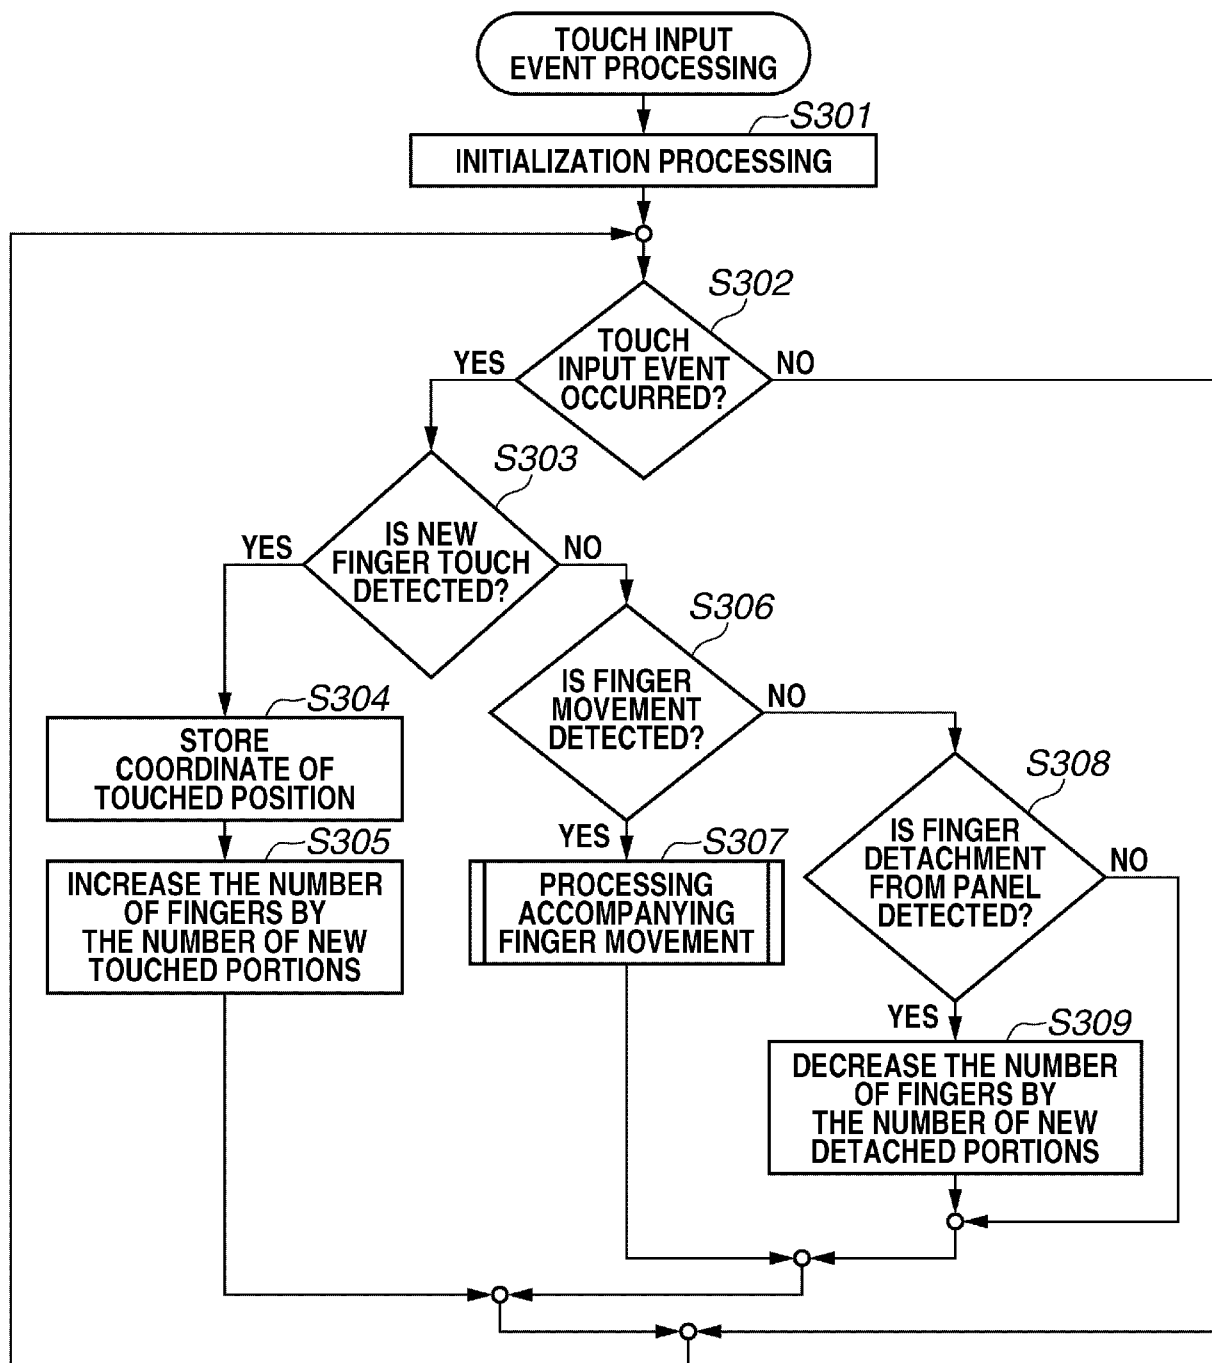 TOUCH INPUT
EVENT PROCESSING
S301
INITIALIZATION PROCESSING
S302
TOUCH
INPUT EVENT
OCCURRED?
YES
NO
S303
IS NEW
FINGER TOUCH
DETECTED?
YES
NO
S306
IS FINGER
MOVEMENT
DETECTED?
NO
YES
S304
STORE
COORDINATE OF
TOUCHED POSITION
S305
INCREASE THE NUMBER
OF FINGERS BY
THE NUMBER OF NEW
TOUCHED PORTIONS
S307
PROCESSING
ACCOMPANYING
FINGER MOVEMENT
S308
IS FINGER
DETACHMENT
FROM PANEL
DETECTED?
NO
YES
S309
DECREASE THE NUMBER
OF FINGERS BY
THE NUMBER OF NEW
DETACHED PORTIONS